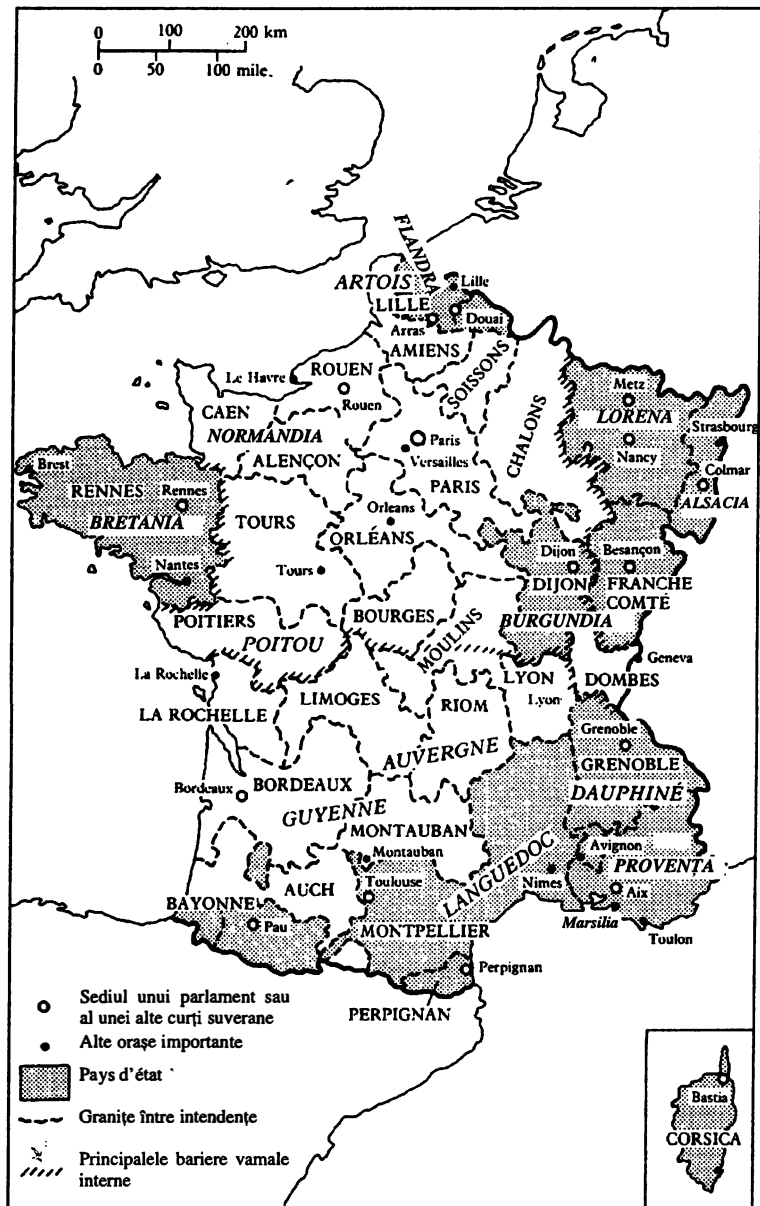 0 100 200 km
0 50 100 mile.
FLANDRA
ARTOIS
Lille
LILLE
Douai
Arras
AMIENS
SOISSONS
Le Havre
ROUEN
Rouen
CAEN
NORMANDIA
CHALONS
Metz
LORENA
Strasbourg
Paris
Versailles
ALENÇON
Nancy
Brest
RENNES
Rennes
PARIS
Colmar
ALSACIA
BRETANIA
TOURS
Orleans
ORLÉANS
Dijon
Besançon
Nantes
Tours
DIJON
FRANCHE
COMTÉ
POITIERS
BOURGES
MOULINS
BURGUNDIA
POITOU
Geneva
La Rochelle
LIMOGES
LYON
DOMBES
LA ROCHELLE
RIOM
Lyon
Grenoble
AUVERGNE
GRENOBLE
Bordeaux
BORDEAUX
DAUPHINÉ
GUYENNE
MONTAUBAN
Montauban
LANGUEDOC
Avignon
PROVENȚA
AUCH
Toulouse
Nimes
Aix
BAYONNE
Pau
MONTPELLIER
Marsilia
Toulon
Perpignan
PERPIGNAN
Sediul unui parlament sau
al unei alte curți suverane
Alte orașe importante
Pays d'état
Granițe între intendențe
Principalele bariere vamale
interne
Bastia
CORSICA